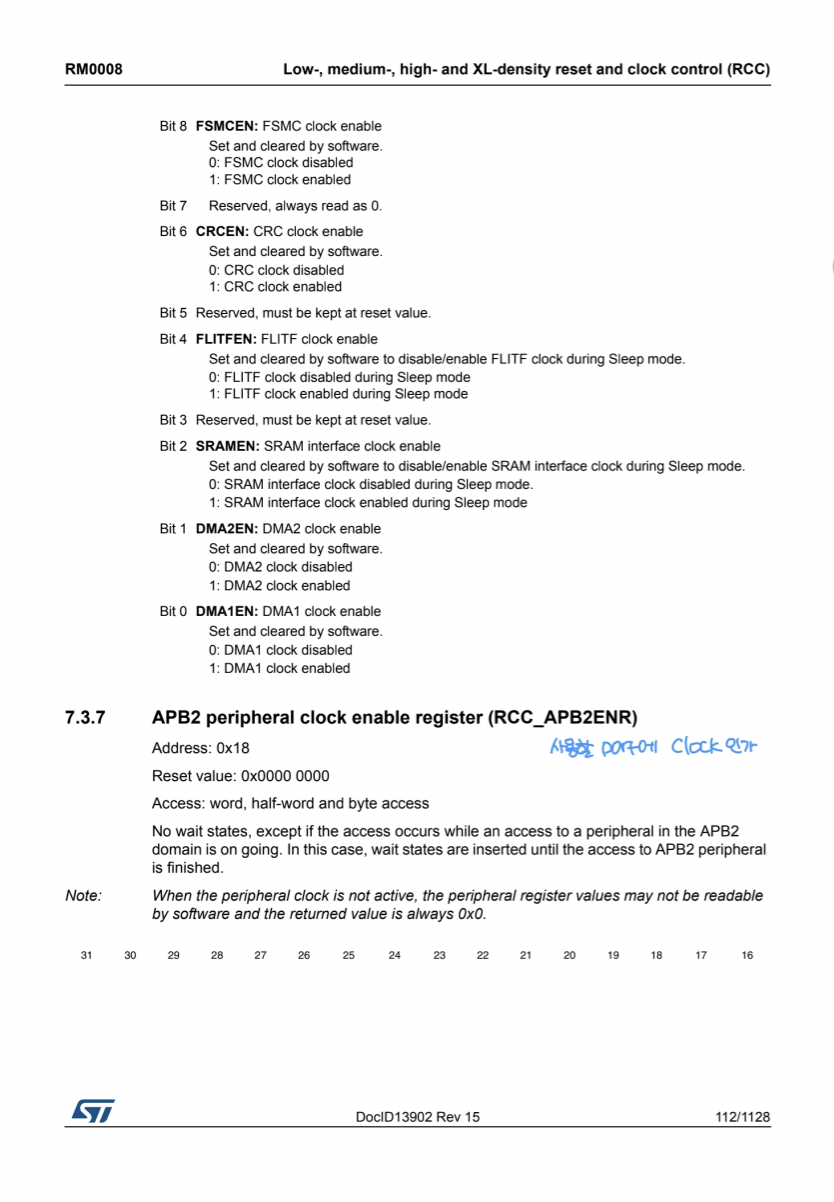 RM0008 Low-, medium-, high- and XL-density reset and clock control (RCC)
Bit 8 FSMCEN: FSMC clock enable
Set and cleared by software.
0: FSMC clock disabled
1: FSMC clock enabled
Bit 7 Reserved, always read as 0.
Bit 6 CRCEN: CRC clock enable
Set and cleared by software.
0: CRC clock disabled
1: CRC clock enabled
Bit 5 Reserved, must be kept at reset value.
Bit 4 FLITFEN: FLITF clock enable
Set and cleared by software to disable/enable FLITF clock during Sleep mode.
0: FLITF clock disabled during Sleep mode
1: FLITF clock enabled during Sleep mode
Bit 3 Reserved, must be kept at reset value.
Bit 2 SRAMEN: SRAM interface clock enable
Set and cleared by software to disable/enable SRAM interface clock during Sleep mode.
0: SRAM interface clock disabled during Sleep mode.
1: SRAM interface clock enabled during Sleep mode
Bit 1 DMA2EN: DMA2 clock enable
Set and cleared by software.
0: DMA2 clock disabled
1: DMA2 clock enabled
Bit 0 DMA1EN: DMA1 clock enable
Set and cleared by software.
0: DMA1 clock disabled
1: DMA1 clock enabled
7.3.7 APB2 peripheral clock enable register (RCC_APB2ENR)
Address: 0x18 사용할 port에 Clock 인가
Reset value: 0x0000 0000
Access: word, half-word and byte access
No wait states, except if the access occurs while an access to a peripheral in the APB2
domain is on going. In this case, wait states are inserted until the access to APB2 peripheral
is finished.
Note: When the peripheral clock is not active, the peripheral register values may not be readable
by software and the returned value is always 0x0.
31 30 29 28 27 26 25 24 23 22 21 20 19 18 17 16
ST DocID13902 Rev 15 112/1128